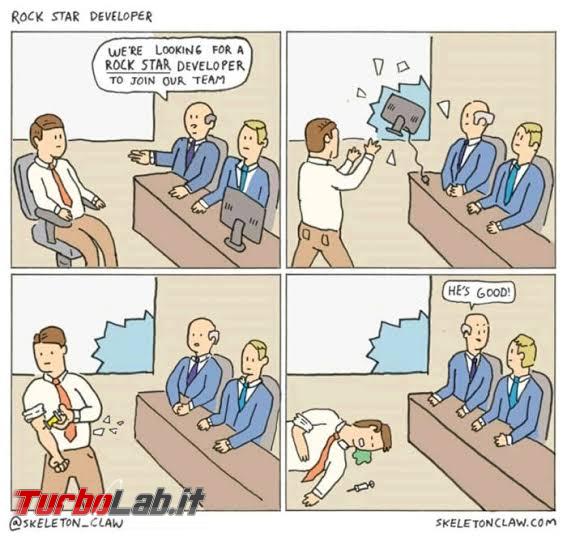 ROCK STAR DEVELOPER
WE'RE LOOKING FOR A
ROCK STAR DEVELOPER
TO JOIN OUR TEAM
HE'S GOOD!
TurboLab.it
@SKELETON_CLAW
SKELETONCLAW.COM